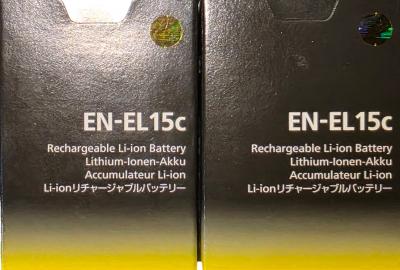 EN-EL15c
Rechargeable Li-ion Battery
Lithium-Ionen-Akku
Accumulateur Li-ion
Li-ionリチャージャブルバッテリー
EN-EL15c
Rechargeable Li-ion Battery
Lithium-Ionen-Akku
Accumulateur Li-ion
Li-ionリチャージャブルバッテリー